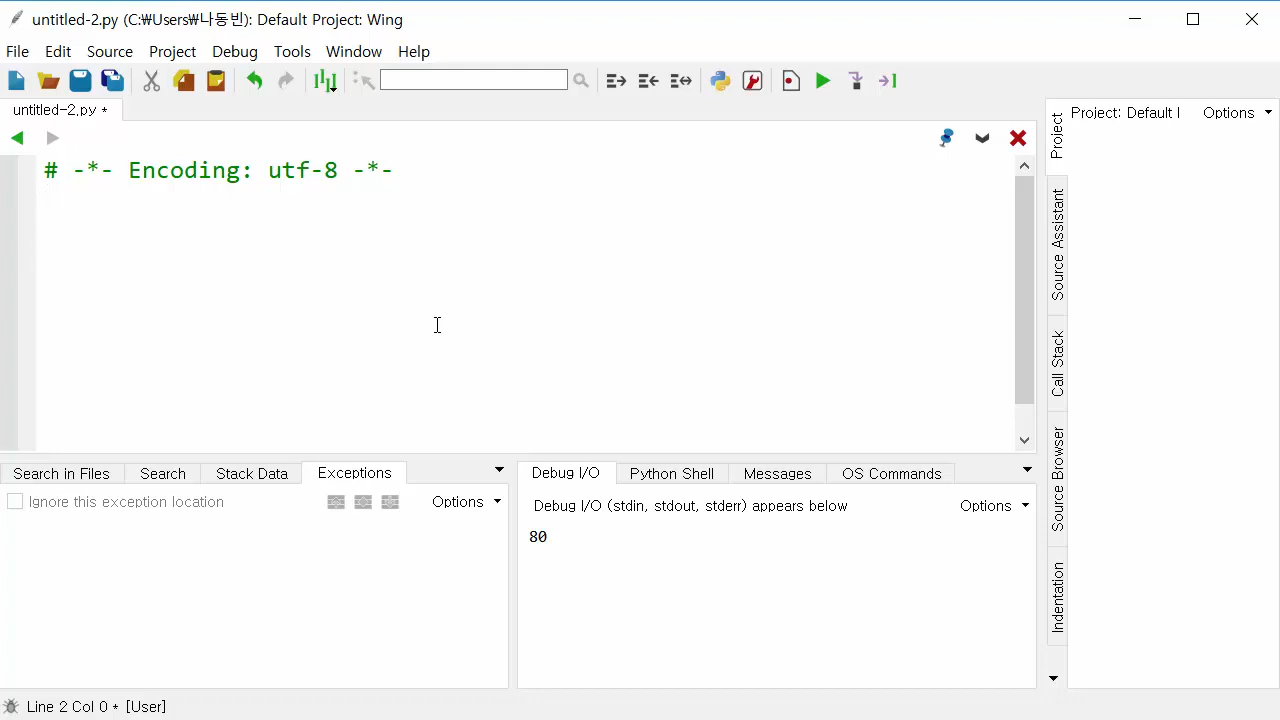 untitled-2.py (C:₩Users₩나동빈): Default Project: Wing
File Edit Source Project Debug Tools Window Help
untitled-2.py *
# -*- Encoding: utf-8 -*-
Search in Files Search Stack Data Exceptions
Ignore this exception location Options
Debug I/O Python Shell Messages OS Commands
Debug I/O (stdin, stdout, stderr) appears below Options
80
Project: Default I Options
Project
Source Assistant
Call Stack
Source Browser
Indentation
Line 2 Col 0 * [User]